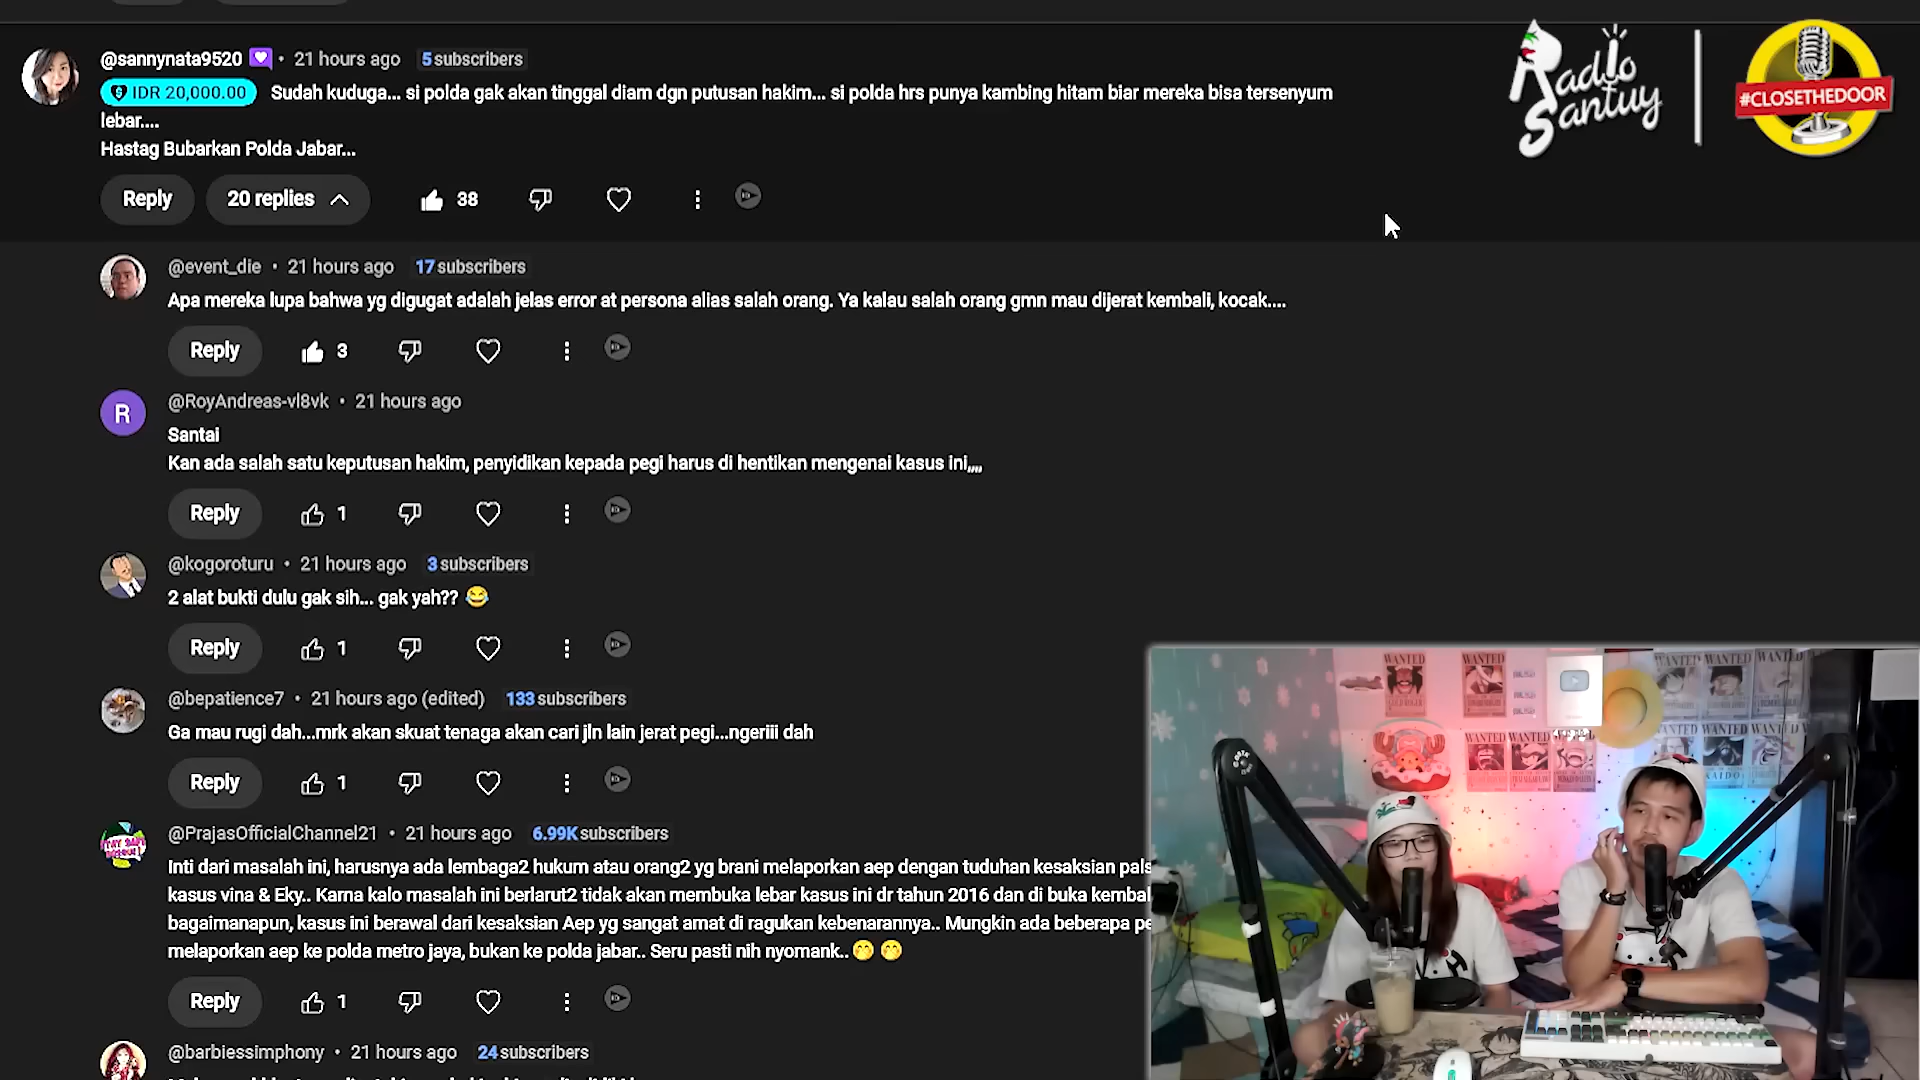 @sannynata9520 • 21 hours ago 5 subscribers
IDR 20,000.00 Sudah kuduga... si polda gak akan tinggal diam dgn putusan hakim... si polda hrs punya kambing hitam biar mereka bisa tersenyum
lebar....
Hastag Bubarkan Polda Jabar...
Reply 20 replies 38
Radio
Santuy
#CLOSETHEDOOR
@event_die • 21 hours ago 17 subscribers
Apa mereka lupa bahwa yg digugat adalah jelas error at persona alias salah orang. Ya kalau salah orang gmn mau dijerat kembali, kocak....
Reply 3
R
@RoyAndreas-vl8vk • 21 hours ago
Santai
Kan ada salah satu keputusan hakim, penyidikan kepada pegi harus di hentikan mengenai kasus ini,,,,
Reply 1
@kogoroturu • 21 hours ago 3 subscribers
2 alat bukti dulu gak sih... gak yah?? 😂
Reply 1
@bepatience7 • 21 hours ago (edited) 133 subscribers
Ga mau rugi dah...mrk akan skuat tenaga akan cari jln lain jerat pegi...ngeriii dah
Reply 1
@PrajasOfficialChannel21 • 21 hours ago 6.99K subscribers
Inti dari masalah ini, harusnya ada lembaga2 hukum atau orang2 yg brani melaporkan aep dengan tuduhan kesaksian pals
kasus vina & Eky.. Karna kalo masalah ini berlarut2 tidak akan membuka lebar kasus ini dr tahun 2016 dan di buka kembal
bagaimanapun, kasus ini berawal dari kesaksian Aep yg sangat amat di ragukan kebenarannya.. Mungkin ada beberapa pe
melaporkan aep ke polda metro jaya, bukan ke polda jabar.. Seru pasti nih nyomank.. 🤭 🤭
Reply 1
@barbiessimphony • 21 hours ago 24 subscribers
WANTED
WANTED
WANTED
WANTED
WANTED
WANTED
WANTED
WANTED
WANTED